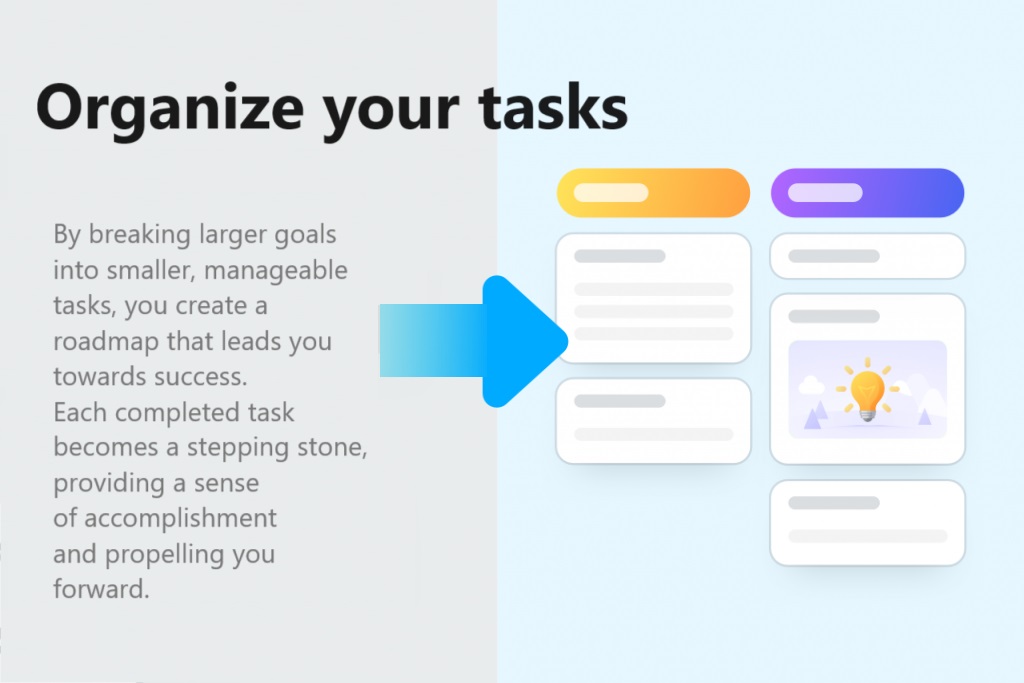 Organize your tasks
By breaking larger goals
into smaller, manageable
tasks, you create a
roadmap that leads you
towards success.
Each completed task
becomes a stepping stone,
providing a sense
of accomplishment
and propelling you
forward.